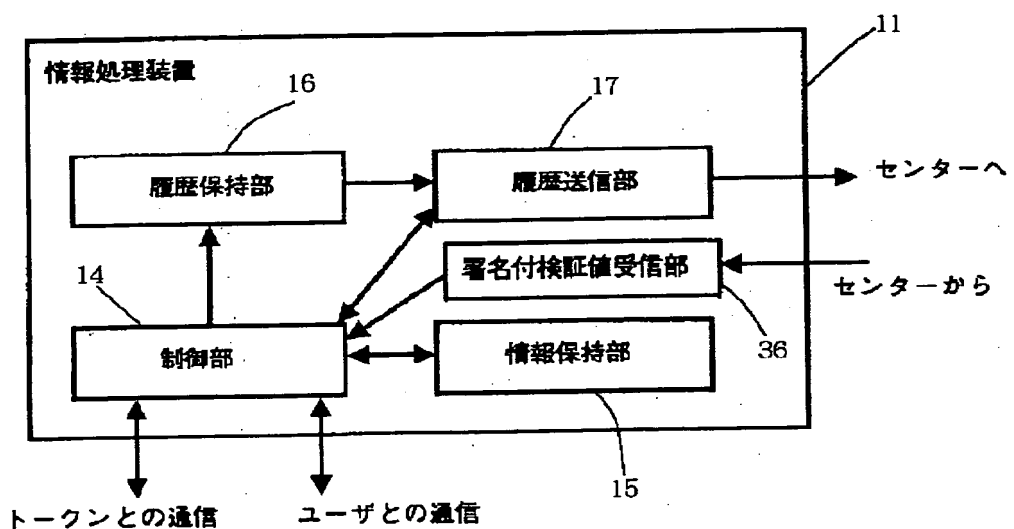 11
情報処理装置
16
17
履歴保持部
履歴送信部
センターへ
署名付検証値受信部
センターから
14
制御部
情報保持部
36
15
トークンとの通信
ユーザとの通信